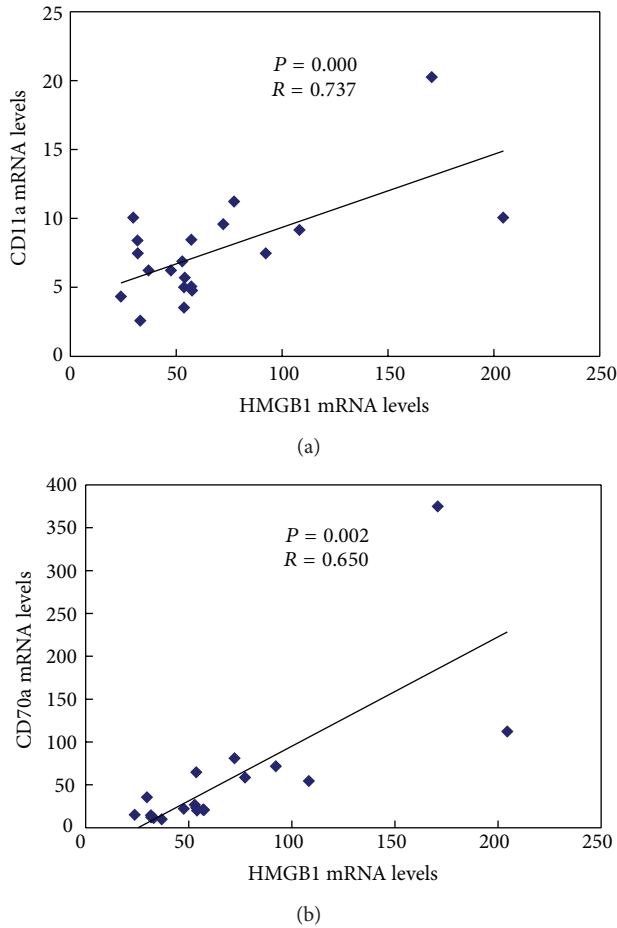 25
20
15
10
5
0
CD11a mRNA levels
P = 0.000
R = 0.737
0 50 100 150 200 250
HMGB1 mRNA levels
(a)
400
350
300
250
200
150
100
50
0
CD70a mRNA levels
P = 0.002
R = 0.650
0 50 100 150 200 250
HMGB1 mRNA levels
(b)